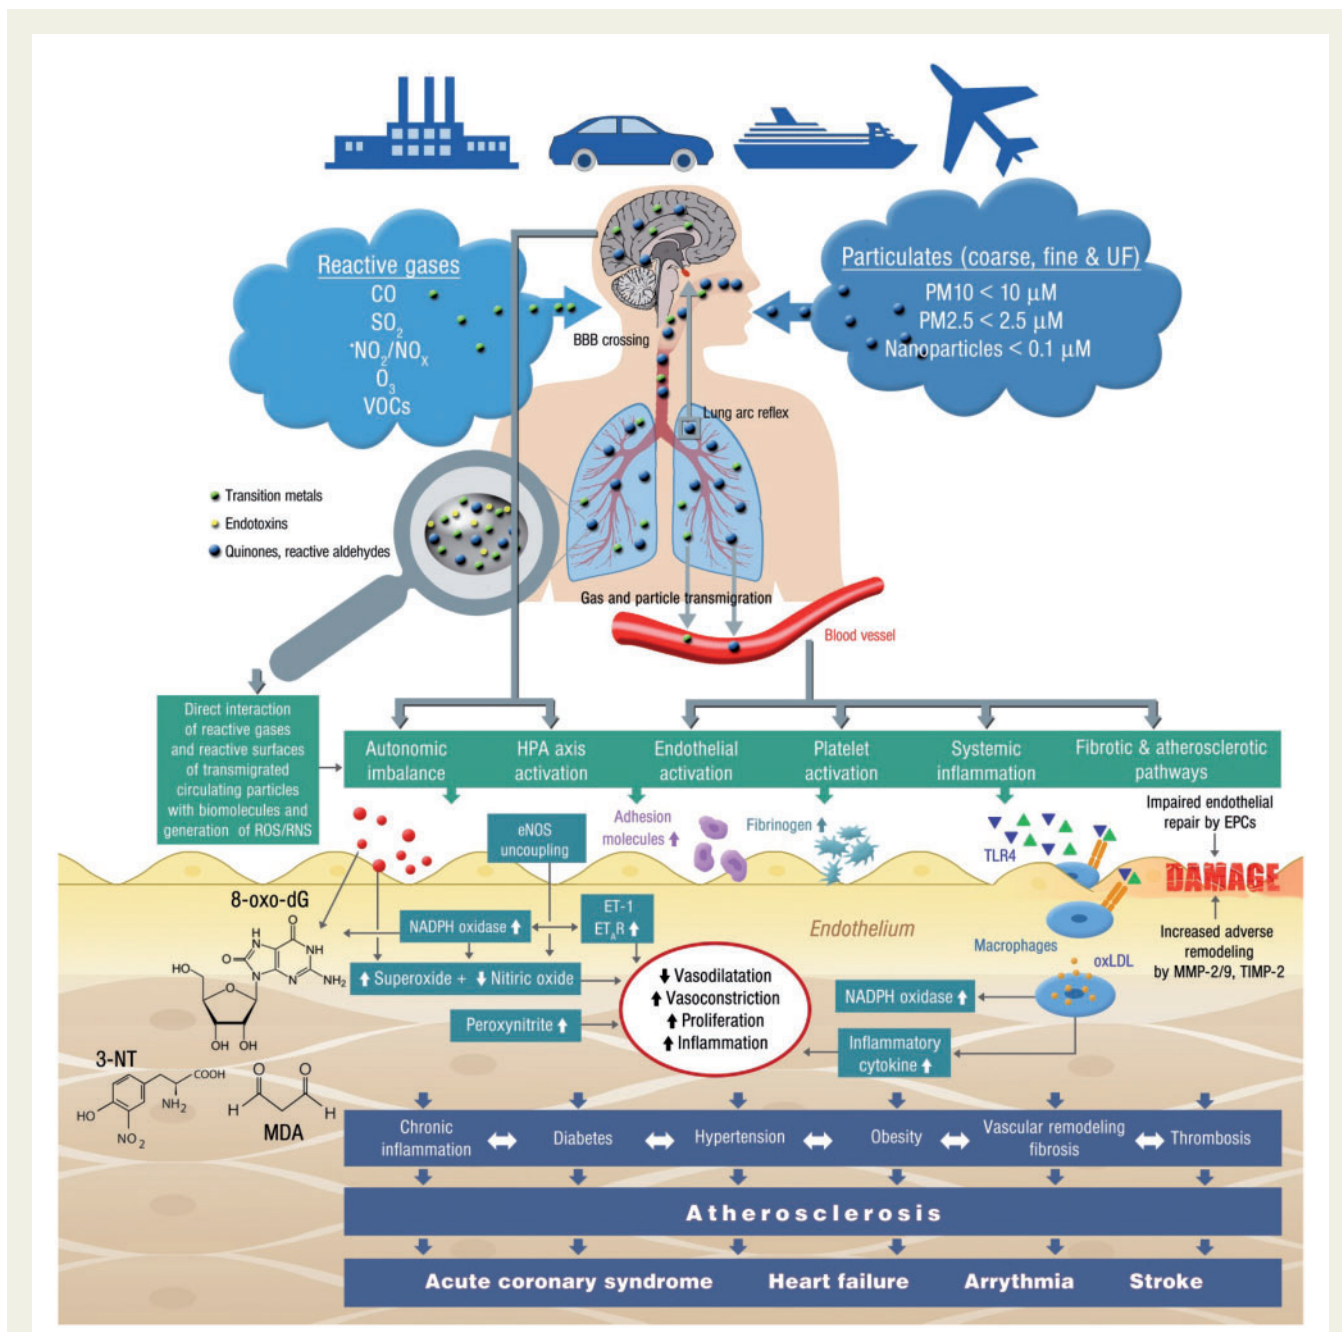 Reactive gases
CO
SO2
•NO2/NOX
O3
VOCs
Particulates (coarse, fine & UF)
PM10 < 10 µM
PM2.5 < 2.5 µM
Nanoparticles < 0.1 µM
BBB crossing
Lung arc reflex
Transition metals
Endotoxins
Quinones, reactive aldehydes
Gas and particle transmigration
Blood vessel
Direct interaction
of reactive gases
and reactive surfaces
of transmigrated
circulating particles
with biomolecules and
generation of ROS/RNS
Autonomic
imbalance
HPA axis
activation
Endothelial
activation
Platelet
activation
Systemic
inflammation
Fibrotic & atherosclerotic
pathways
eNOS
uncoupling
Adhesion
molecules
Fibrinogen
TLR4
Impaired endothelial
repair by EPCs
DAMAGE
Increased adverse
remodeling
by MMP-2/9, TIMP-2
8-oxo-dG
O
N
NH
H
N
N
NH2
O
HO
O
OH
OH
NADPH oxidase
ET-1
ETAR
Endothelium
Macrophages
oxLDL
Superoxide + Nitiric oxide
Peroxynitrite
Vasodilatation
Vasoconstriction
Proliferation
Inflammation
NADPH oxidase
Inflammatory
cytokine
3-NT
COOH
NH2
HO
NO2
O
O
H
H
MDA
Chronic
inflammation
Diabetes
Hypertension
Obesity
Vascular remodeling
fibrosis
Thrombosis
Atherosclerosis
Acute coronary syndrome Heart failure Arrythmia Stroke